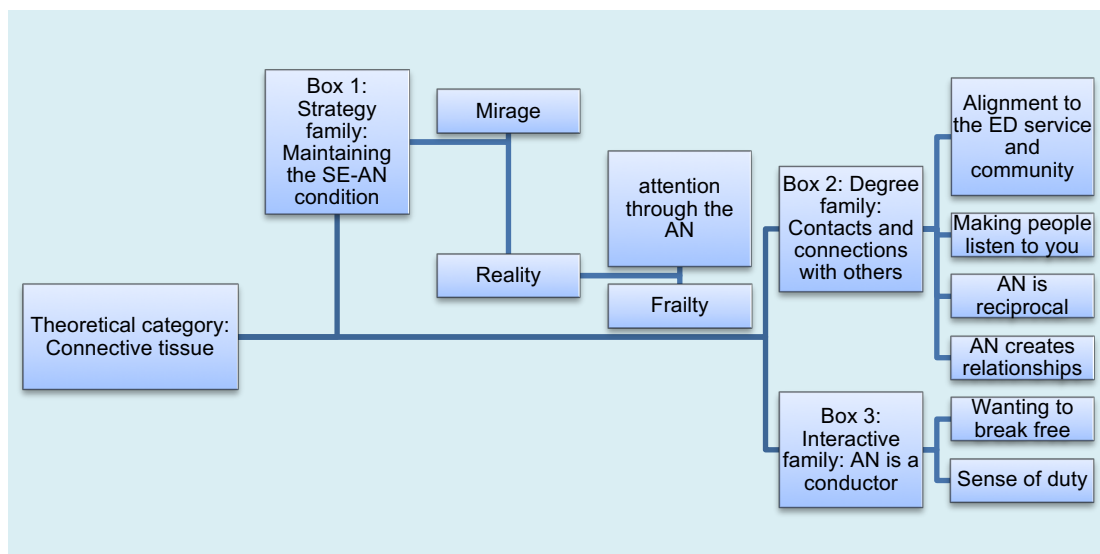 Theoretical category:
Connective tissue
Box 1:
Strategy
family:
Maintaining
the SE-AN
condition
Mirage
Reality
attention
through the
AN
Frailty
Box 2: Degree
family:
Contacts and
connections
with others
Alignment to
the ED service
and
community
Making people
listen to you
AN is
reciprocal
AN creates
relationships
Box 3:
Interactive
family: AN is a
conductor
Wanting to
break free
Sense of duty